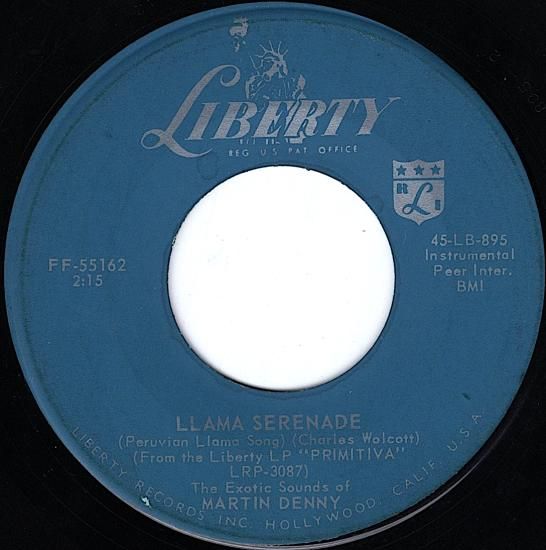 LIBERTY
REG US PAT OFFICE
R L I
45-LB-895
Instrumental
Peer Inter.
BMI
FF-55162
2:15
LLAMA SERENADE
(Peruvian Llama Song) (Charles Wolcott)
(From the Liberty LP "PRIMITIVA"
LRP-3087)
The Exotic Sounds of
MARTIN DENNY
LIBERTY RECORDS INC. HOLLYWOOD, CALIF. U.S.A.